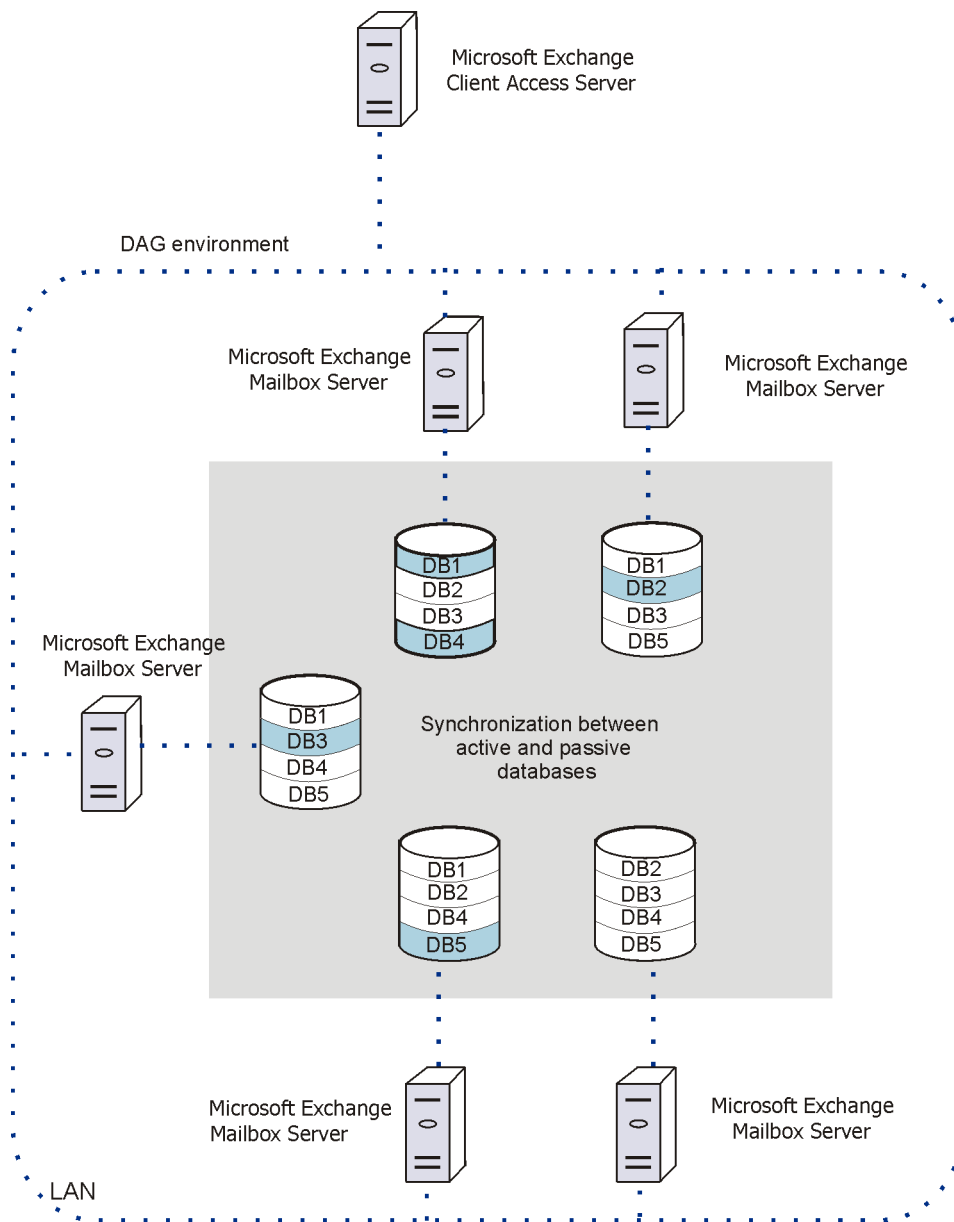 Microsoft Exchange
Client Access Server
DAG environment
Microsoft Exchange
Mailbox Server
Microsoft Exchange
Mailbox Server
DB1
DB2
DB3
DB4
DB1
DB2
DB3
DB5
Microsoft Exchange
Mailbox Server
DB1
DB3
DB4
DB5
Synchronization between
active and passive
databases
DB1
DB2
DB4
DB5
DB2
DB3
DB4
DB5
Microsoft Exchange
Mailbox Server
Microsoft Exchange
Mailbox Server
LAN